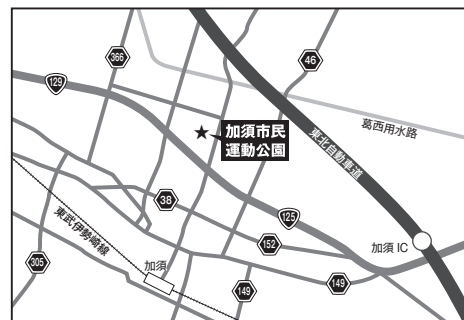 366
46
129
葛西用水路
加須市民
運動公園
東北自動車道
38
125
東武伊勢崎線
152
加須 IC
305
加須
149
149